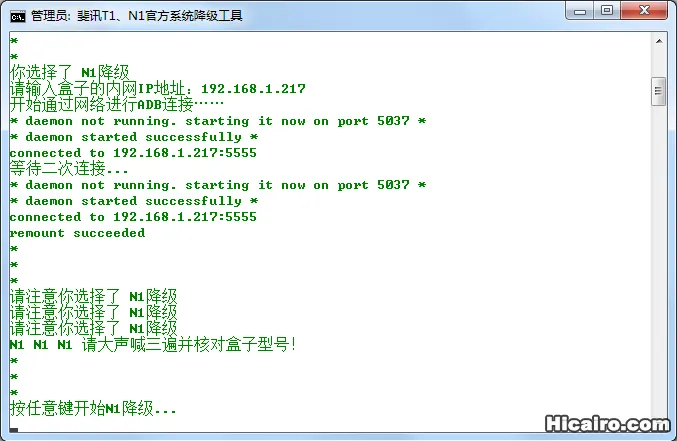 管理员: 斐讯T1、N1官方系统降级工具
*
*
你选择了 N1降级
请输入盒子的内网IP地址：192.168.1.217
开始通过网络进行ADB连接……
* daemon not running. starting it now on port 5037 *
* daemon started successfully *
connected to 192.168.1.217:5555
等待二次连接...
* daemon not running. starting it now on port 5037 *
* daemon started successfully *
connected to 192.168.1.217:5555
remount succeeded
*
*
*
请注意你选择了 N1降级
请注意你选择了 N1降级
请注意你选择了 N1降级
N1 N1 N1 请大声喊三遍并核对盒子型号！
*
*
*
按任意键开始N1降级...
Hicairo.com